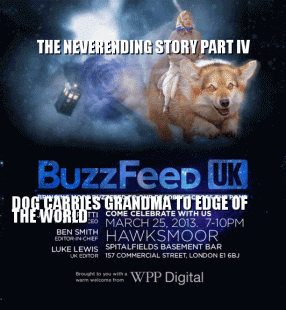 THE NEVERENDING STORY PART IV
BuzzFeed UK
DOG CARRIES GRANDMA TO EDGE OF
THE WORLD
COME CELEBRATE WITH US
CEO
MARCH 25, 2013. 7-10PM
BEN SMITH
EDITOR-IN-CHIEF
HAWKSMOOR
SPITALFIELDS BASEMENT BAR
LUKE LEWIS
UK EDITOR
157 COMMERCIAL STREET, LONDON E1 6BJ
Brought to you with a
warm welcome from
WPP Digital